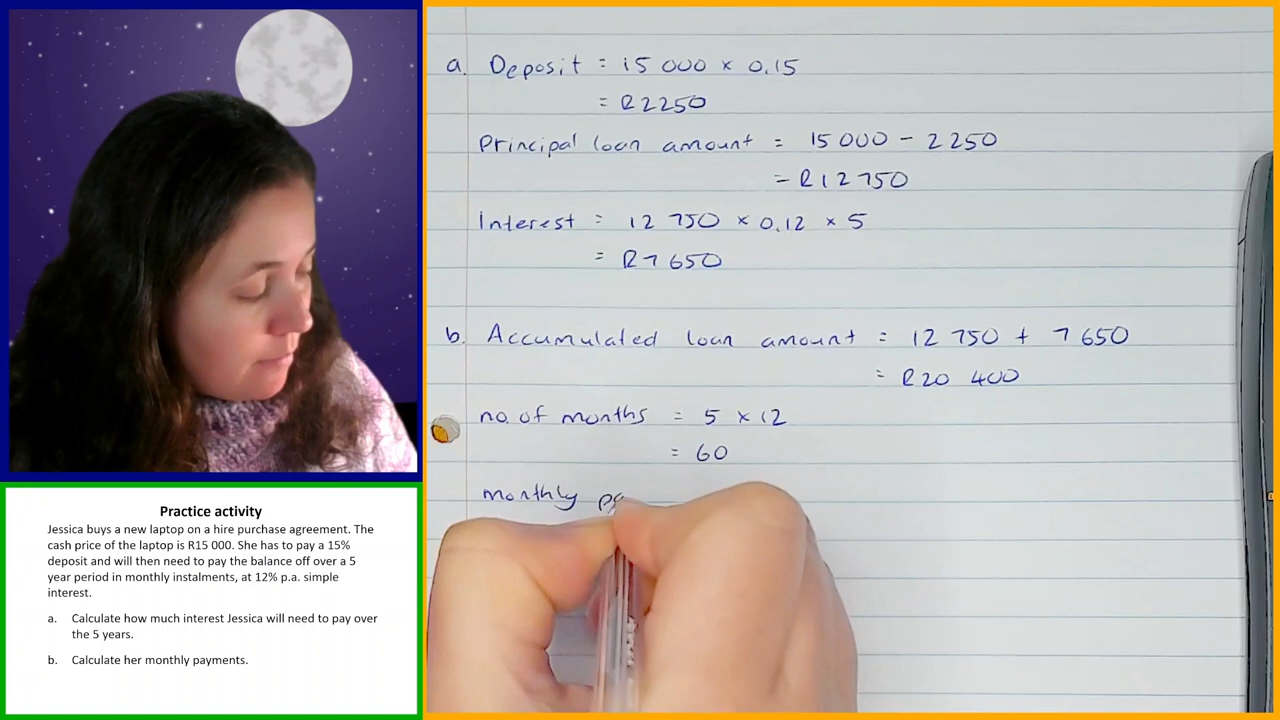 a. Deposit = 15 000 x 0,15
= R2250
Principal loan amount = 15 000 - 2 250
= R12 750
Interest = 12 750 x 0,12 x 5
= R7 650
b. Accumulated loan amount = 12 750 + 7 650
= R20 400
no. of months = 5 x 12
= 60
monthly
Practice activity
Jessica buys a new laptop on a hire purchase agreement. The
cash price of the laptop is R15 000. She has to pay a 15%
deposit and will then need to pay the balance off over a 5
year period in monthly instalments, at 12% p.a. simple
interest.
a. Calculate how much interest Jessica will need to pay over
the 5 years.
b. Calculate her monthly payments.